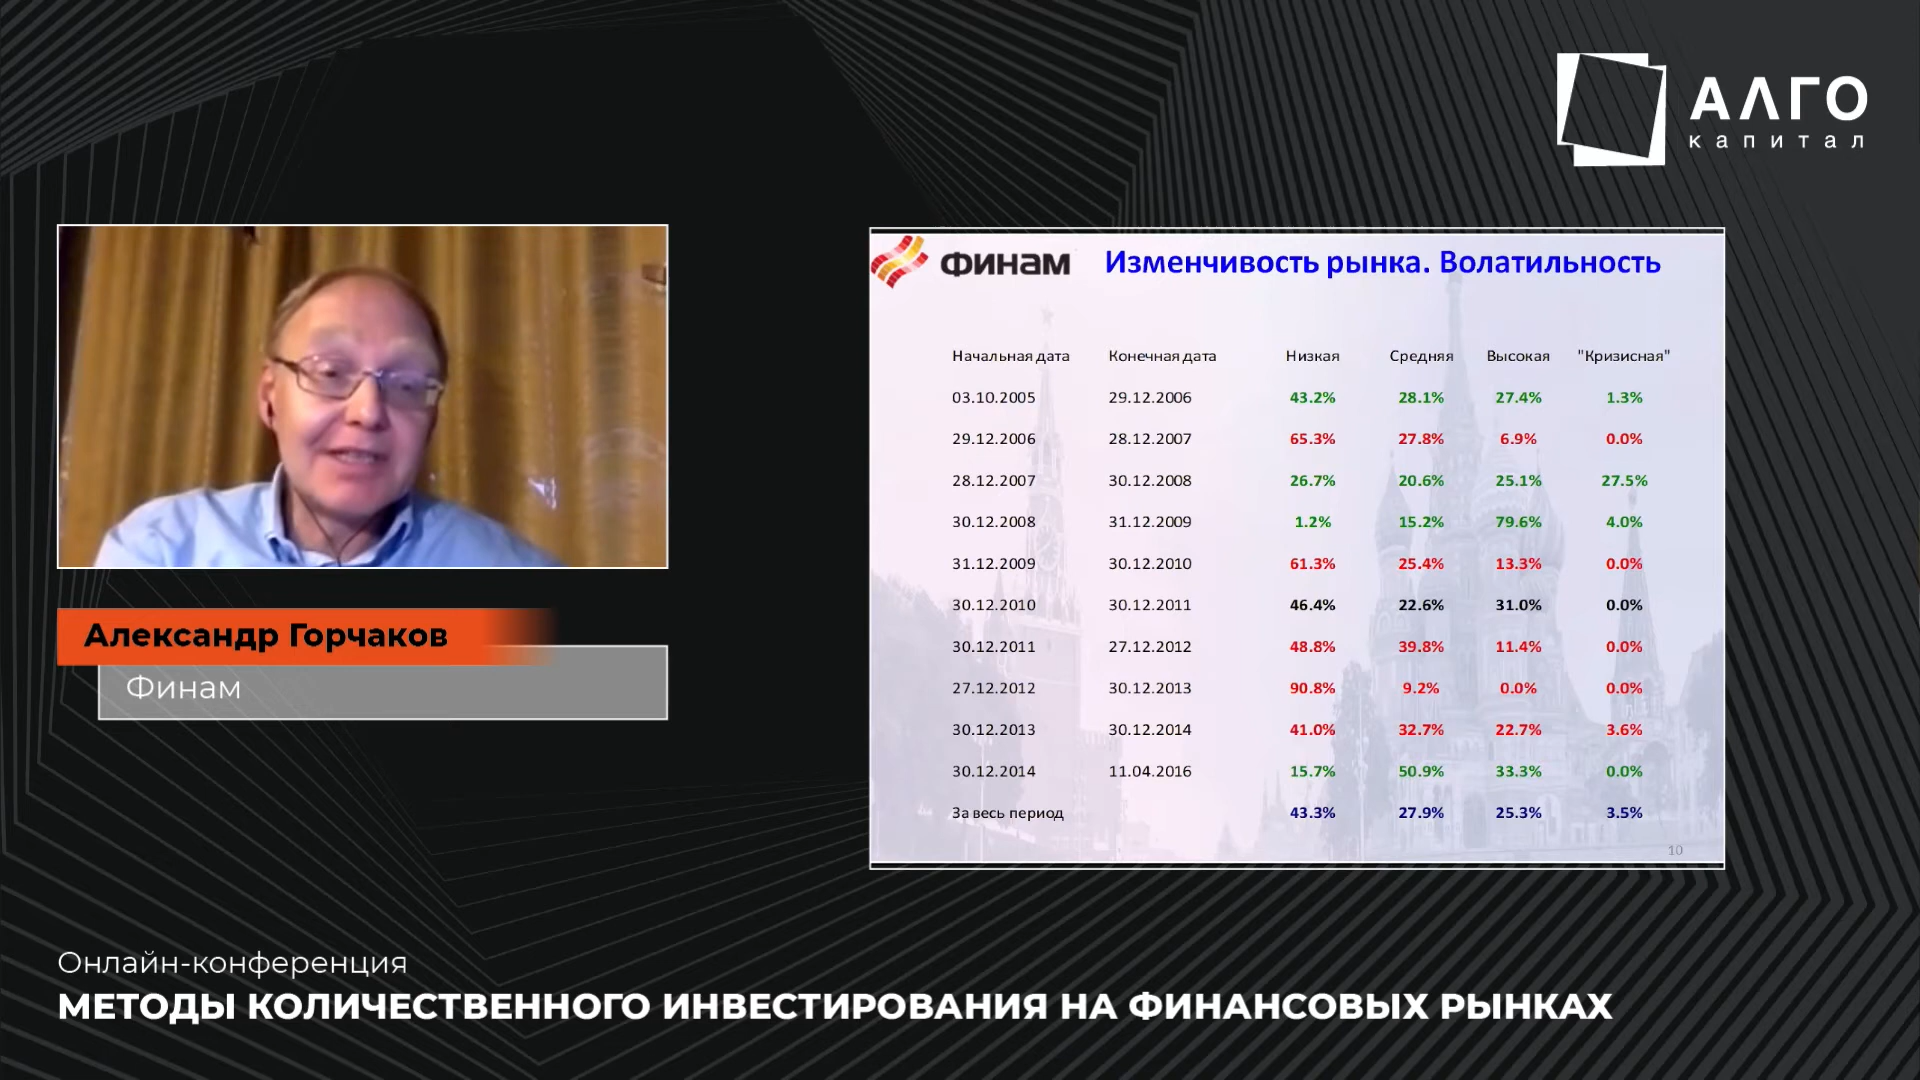 АЛГО
капитал
ФИНАМ
Изменчивость рынка. Волатильность
Начальная дата Конечная дата Низкая Средняя Высокая "Кризисная"
03.10.2005 29.12.2006 43.2% 28.1% 27.4% 1.3%
29.12.2006 28.12.2007 65.3% 27.8% 6.9% 0.0%
28.12.2007 30.12.2008 26.7% 20.6% 25.1% 27.5%
30.12.2008 31.12.2009 1.2% 15.2% 79.6% 4.0%
31.12.2009 30.12.2010 61.3% 25.4% 13.3% 0.0%
30.12.2010 30.12.2011 46.4% 22.6% 31.0% 0.0%
30.12.2011 27.12.2012 48.8% 39.8% 11.4% 0.0%
27.12.2012 30.12.2013 90.8% 9.2% 0.0% 0.0%
30.12.2013 30.12.2014 41.0% 32.7% 22.7% 3.6%
30.12.2014 11.04.2016 15.7% 50.9% 33.3% 0.0%
За весь период 43.3% 27.9% 25.3% 3.5%
10
Александр Горчаков
Финам
Онлайн-конференция
МЕТОДЫ КОЛИЧЕСТВЕННОГО ИНВЕСТИРОВАНИЯ НА ФИНАНСОВЫХ РЫНКАХ